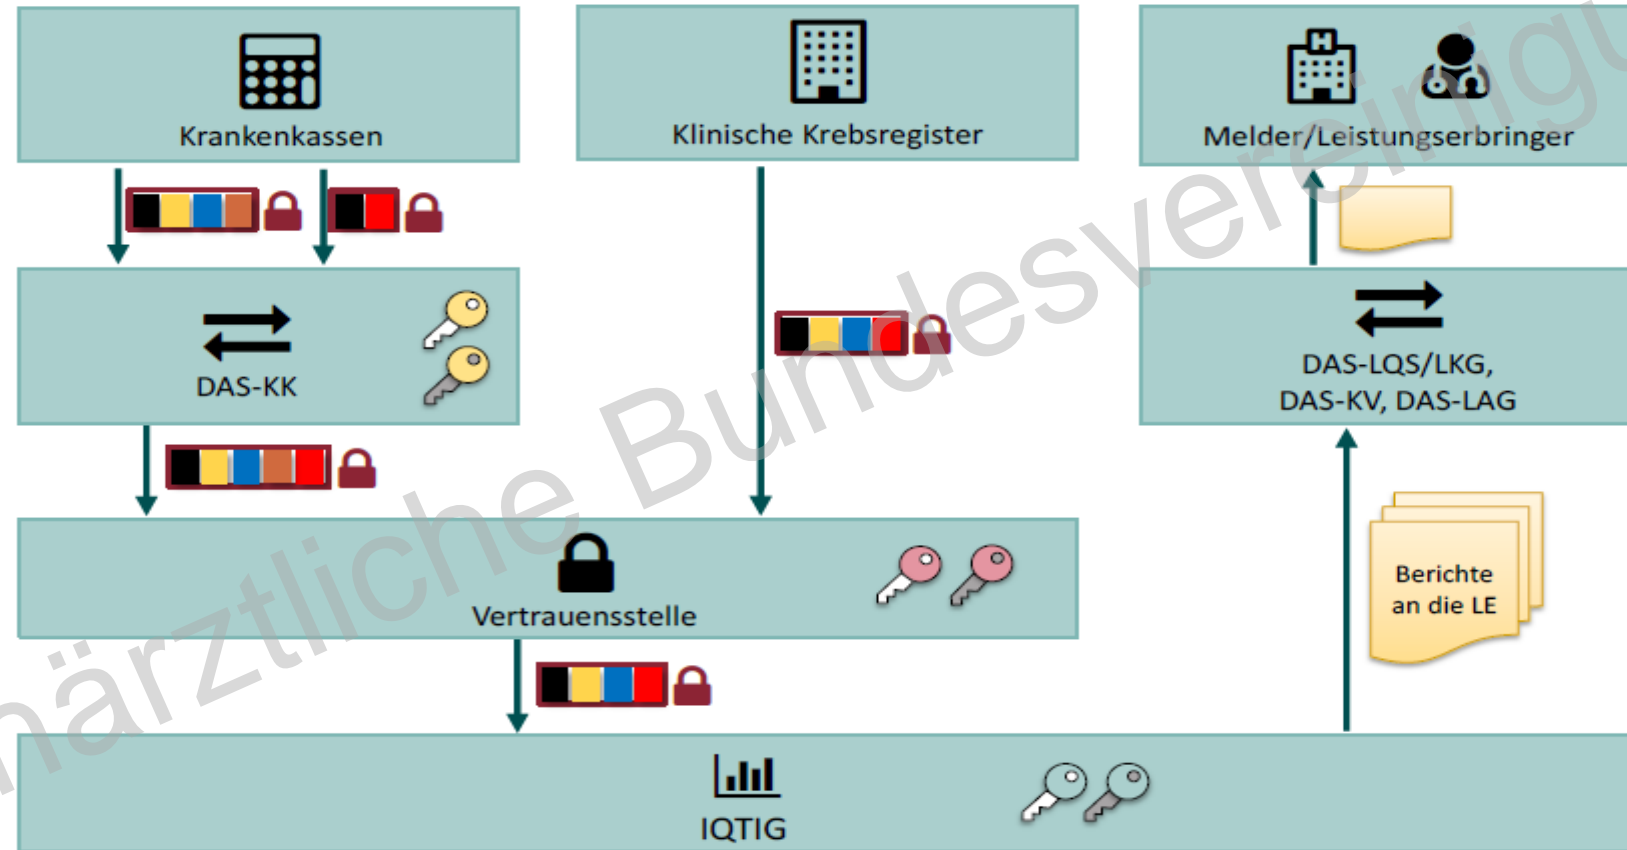 Krankenkassen
Klinische Krebsregister
H
Melder/Leistungserbringer
DAS-KK
DAS-LQS/LKG,
DAS-KV, DAS-LAG
Berichte
an die LE
Vertrauensstelle
IQTIG
närztliche Bundesvereinigu